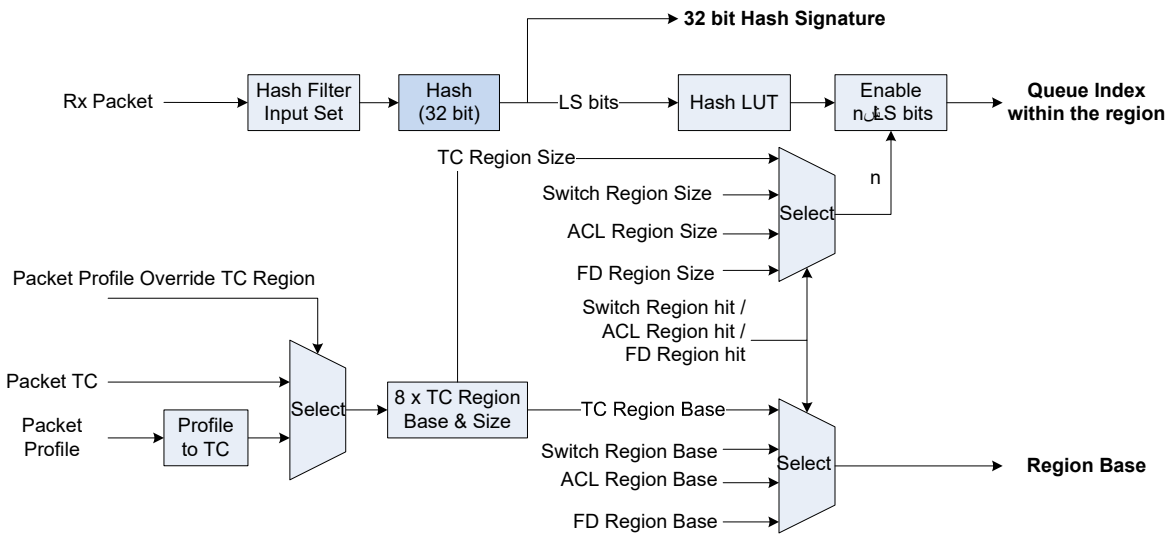 32 bit Hash Signature
Rx Packet
Hash Filter
Input Set
Hash
(32 bit)
LS bits
Hash LUT
Enable
LS bits
Queue Index
within the region
TC Region Size
n
Switch Region Size
Select
ACL Region Size
FD Region Size
Packet Profile Override TC Region
Switch Region hit /
ACL Region hit /
FD Region hit
Packet TC
Select
8 x TC Region
Base & Size
TC Region Base
Packet
Profile
Profile
to TC
Switch Region Base
Select
Region Base
ACL Region Base
FD Region Base